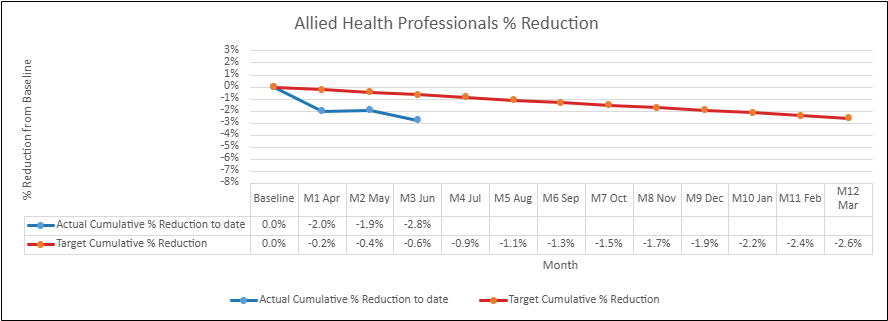 Allied Health Professionals % Reduction
% Reduction from Baseline
3%
2%
1%
0%
-1%
-2%
-3%
-4%
-5%
-6%
-7%
-8%
Baseline M1 Apr M2 May M3 Jun M4 Jul M5 Aug M6 Sep M7 Oct M8 Nov M9 Dec M10 Jan M11 Feb M12
Mar
Actual Cumulative % Reduction to date 0.0% -2.0% -1.9% -2.8%
Target Cumulative % Reduction 0.0% -0.2% -0.4% -0.6% -0.9% -1.1% -1.3% -1.5% -1.7% -1.9% -2.2% -2.4% -2.6%
Month
Actual Cumulative % Reduction to date Target Cumulative % Reduction